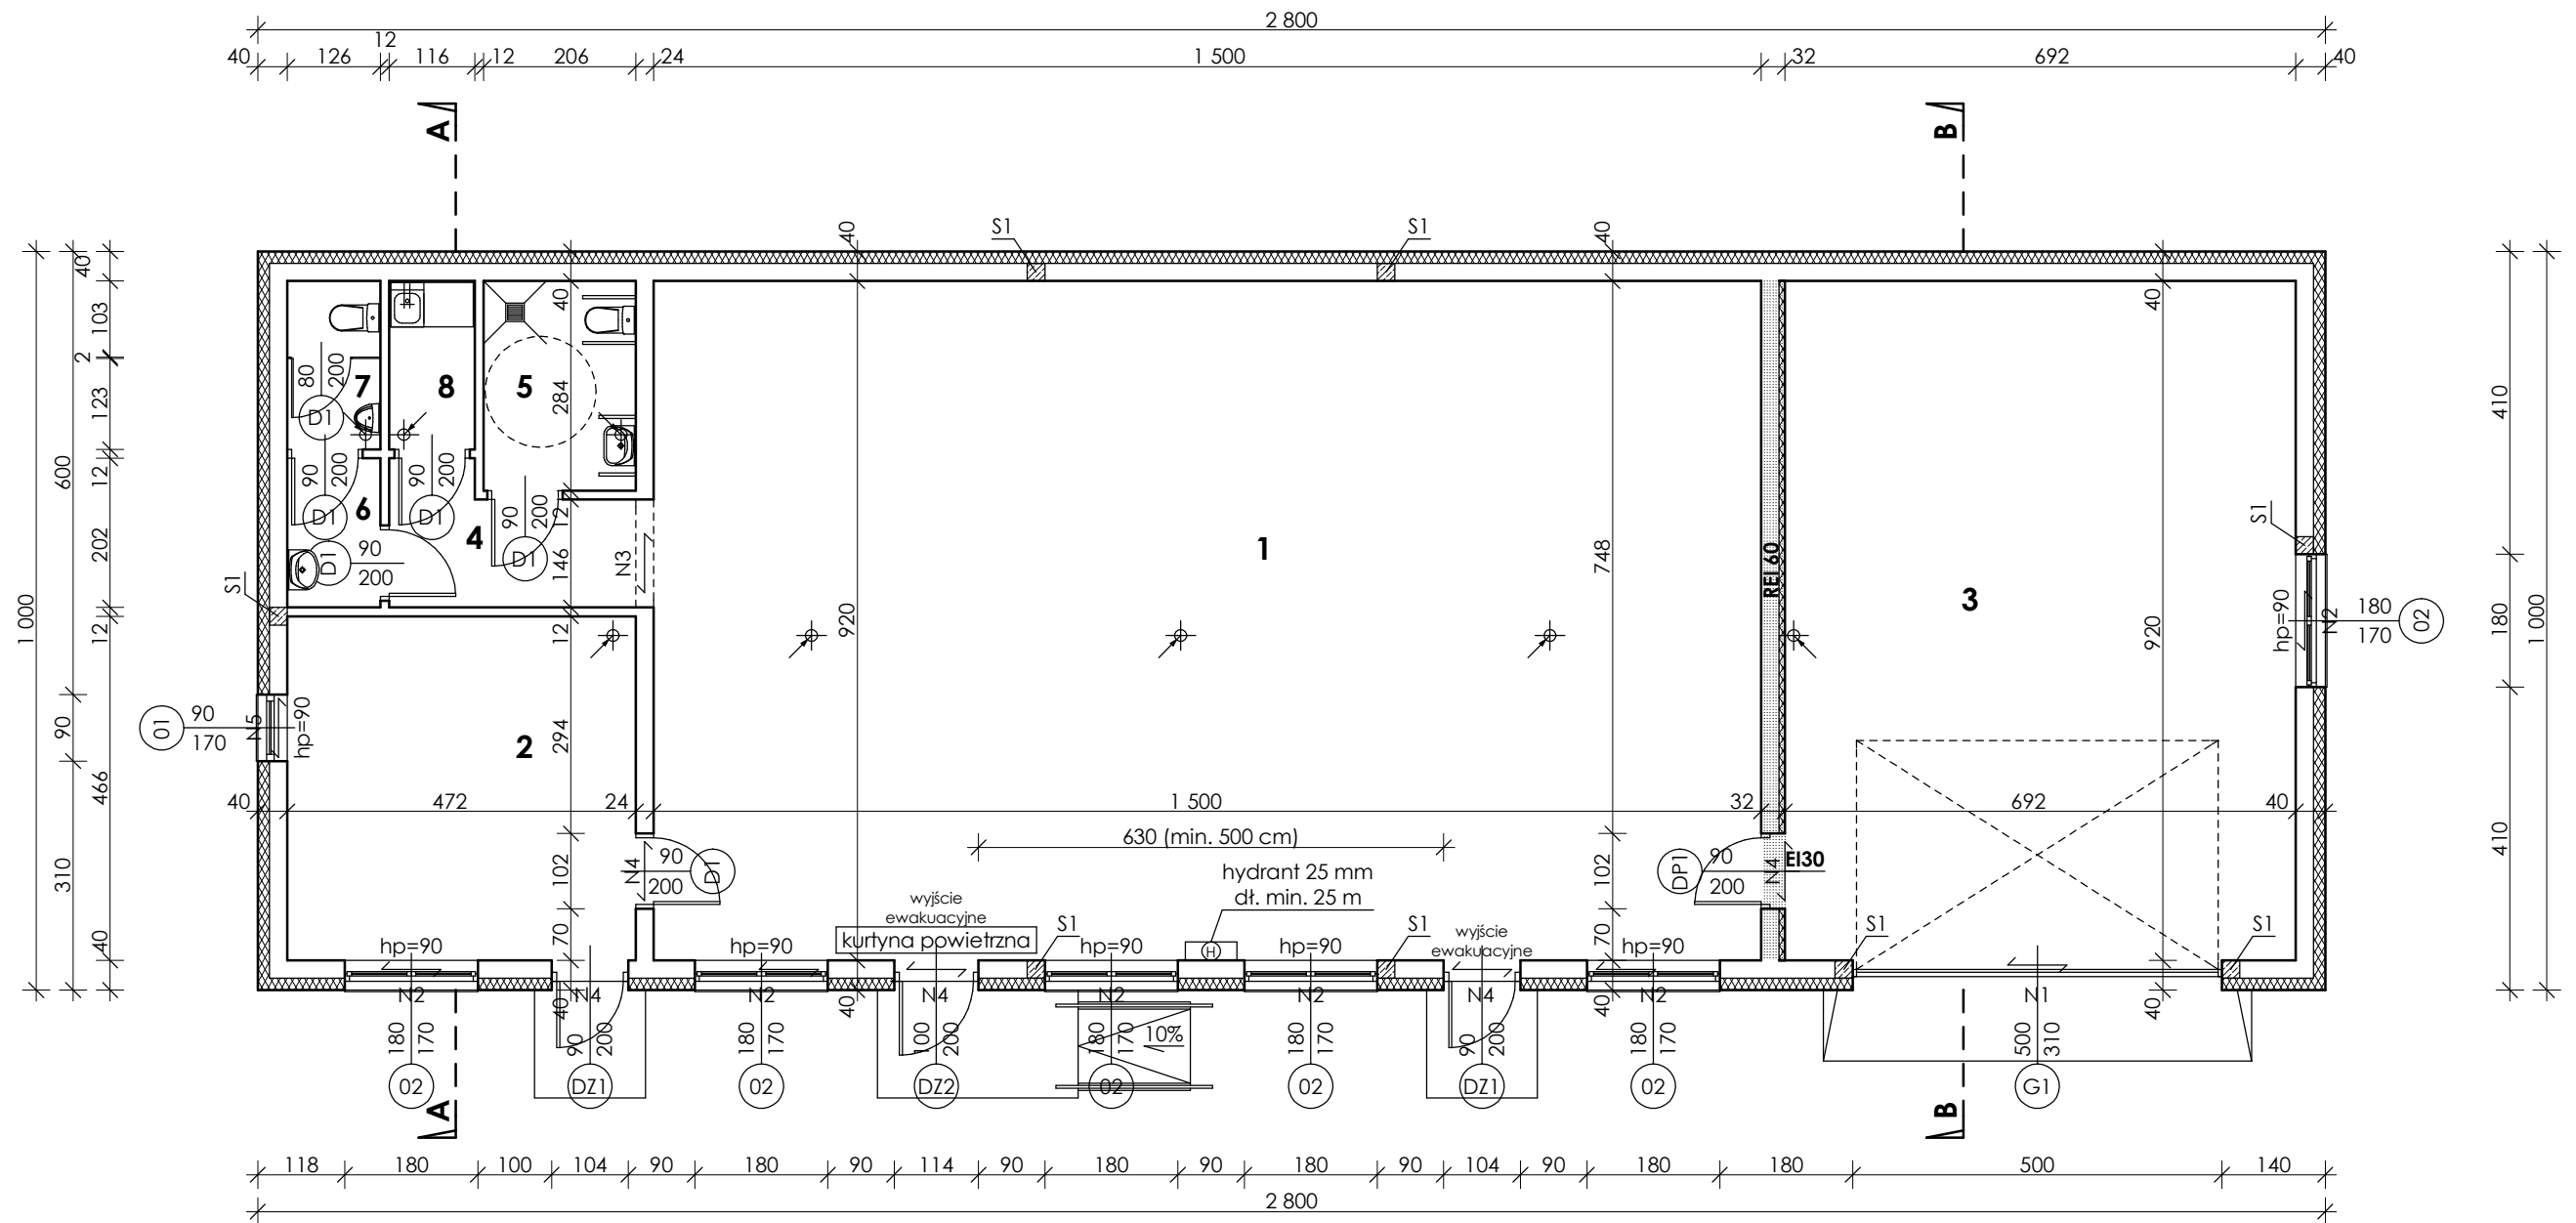 2 800
12
40 126 116 12 206 24 1 500 32 692 40
A
B
S1
S1
40
40
40
103
2
123
12
202
12
466
40
600
90
310
1 000
40
284
12
146
12
294
102
70
40
40
920
40
748
102
70
40
40
920
40
410
180
410
1 000
7
8
5
80
200
D1
90
200
D1
90
200
D1
90
200
D1
6
4
D1
90
200
N3
1
REI 60
3
S1
S1
01
90
170
N5
hp=90
hp=90
N2
180
170
02
2
40 472 24 1 500 32 692 40
630 (min. 500 cm)
N4
90
200
D1
hydrant 25 mm
dł. min. 25 m
H
DP1
90
200
N4
EI30
wyjście
ewakuacyjne
kurtyna powietrzna
wyjście
ewakuacyjne
S1
S1
S1
S1
hp=90
hp=90
hp=90
hp=90
hp=90
N2
N4
N2
N4
N2
N2
N4
N2
N1
180
170
90
200
180
170
100
200
180
170
10%
180
170
90
200
180
170
500
310
02
DZ1
02
DZ2
02
02
DZ1
02
G1
A
B
118 180 100 104 90 180 90 114 90 180 90 180 90 104 90 180 180 500 140
2 800